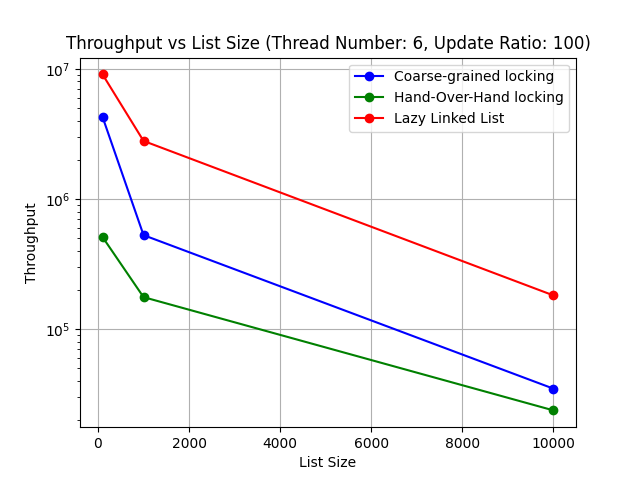 Throughput vs List Size (Thread Number: 6, Update Ratio: 100)
10⁷
10⁶
10⁵
Throughput
Coarse-grained locking
Hand-Over-Hand locking
Lazy Linked List
0 2000 4000 6000 8000 10000
List Size